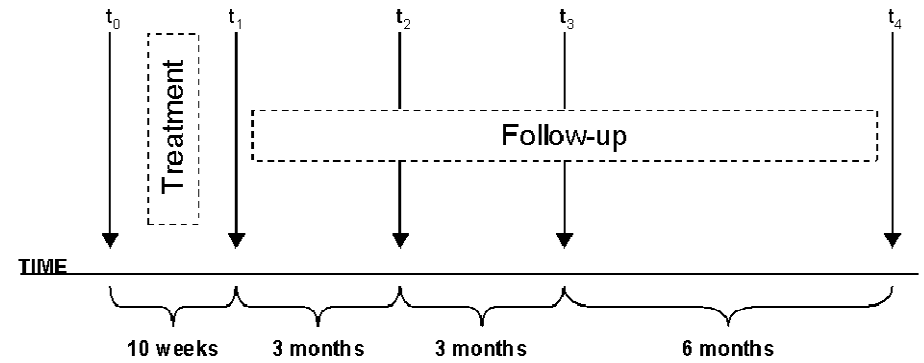 t0 t1 t2 t3 t4
Treatment
Follow-up
TIME
10 weeks 3 months 3 months 6 months